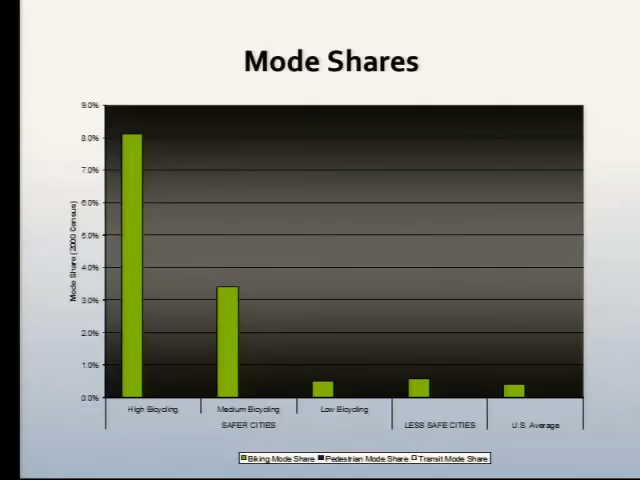 Mode Shares
9.0%
8.0%
7.0%
6.0%
5.0%
4.0%
3.0%
2.0%
1.0%
0.0%
Mode Share (2000 Census)
High Bicycling Medium Bicycling Low Bicycling
SAFER CITIES LESS SAFE CITIES U.S. Average
Biking Mode Share Pedestrian Mode Share Transit Mode Share